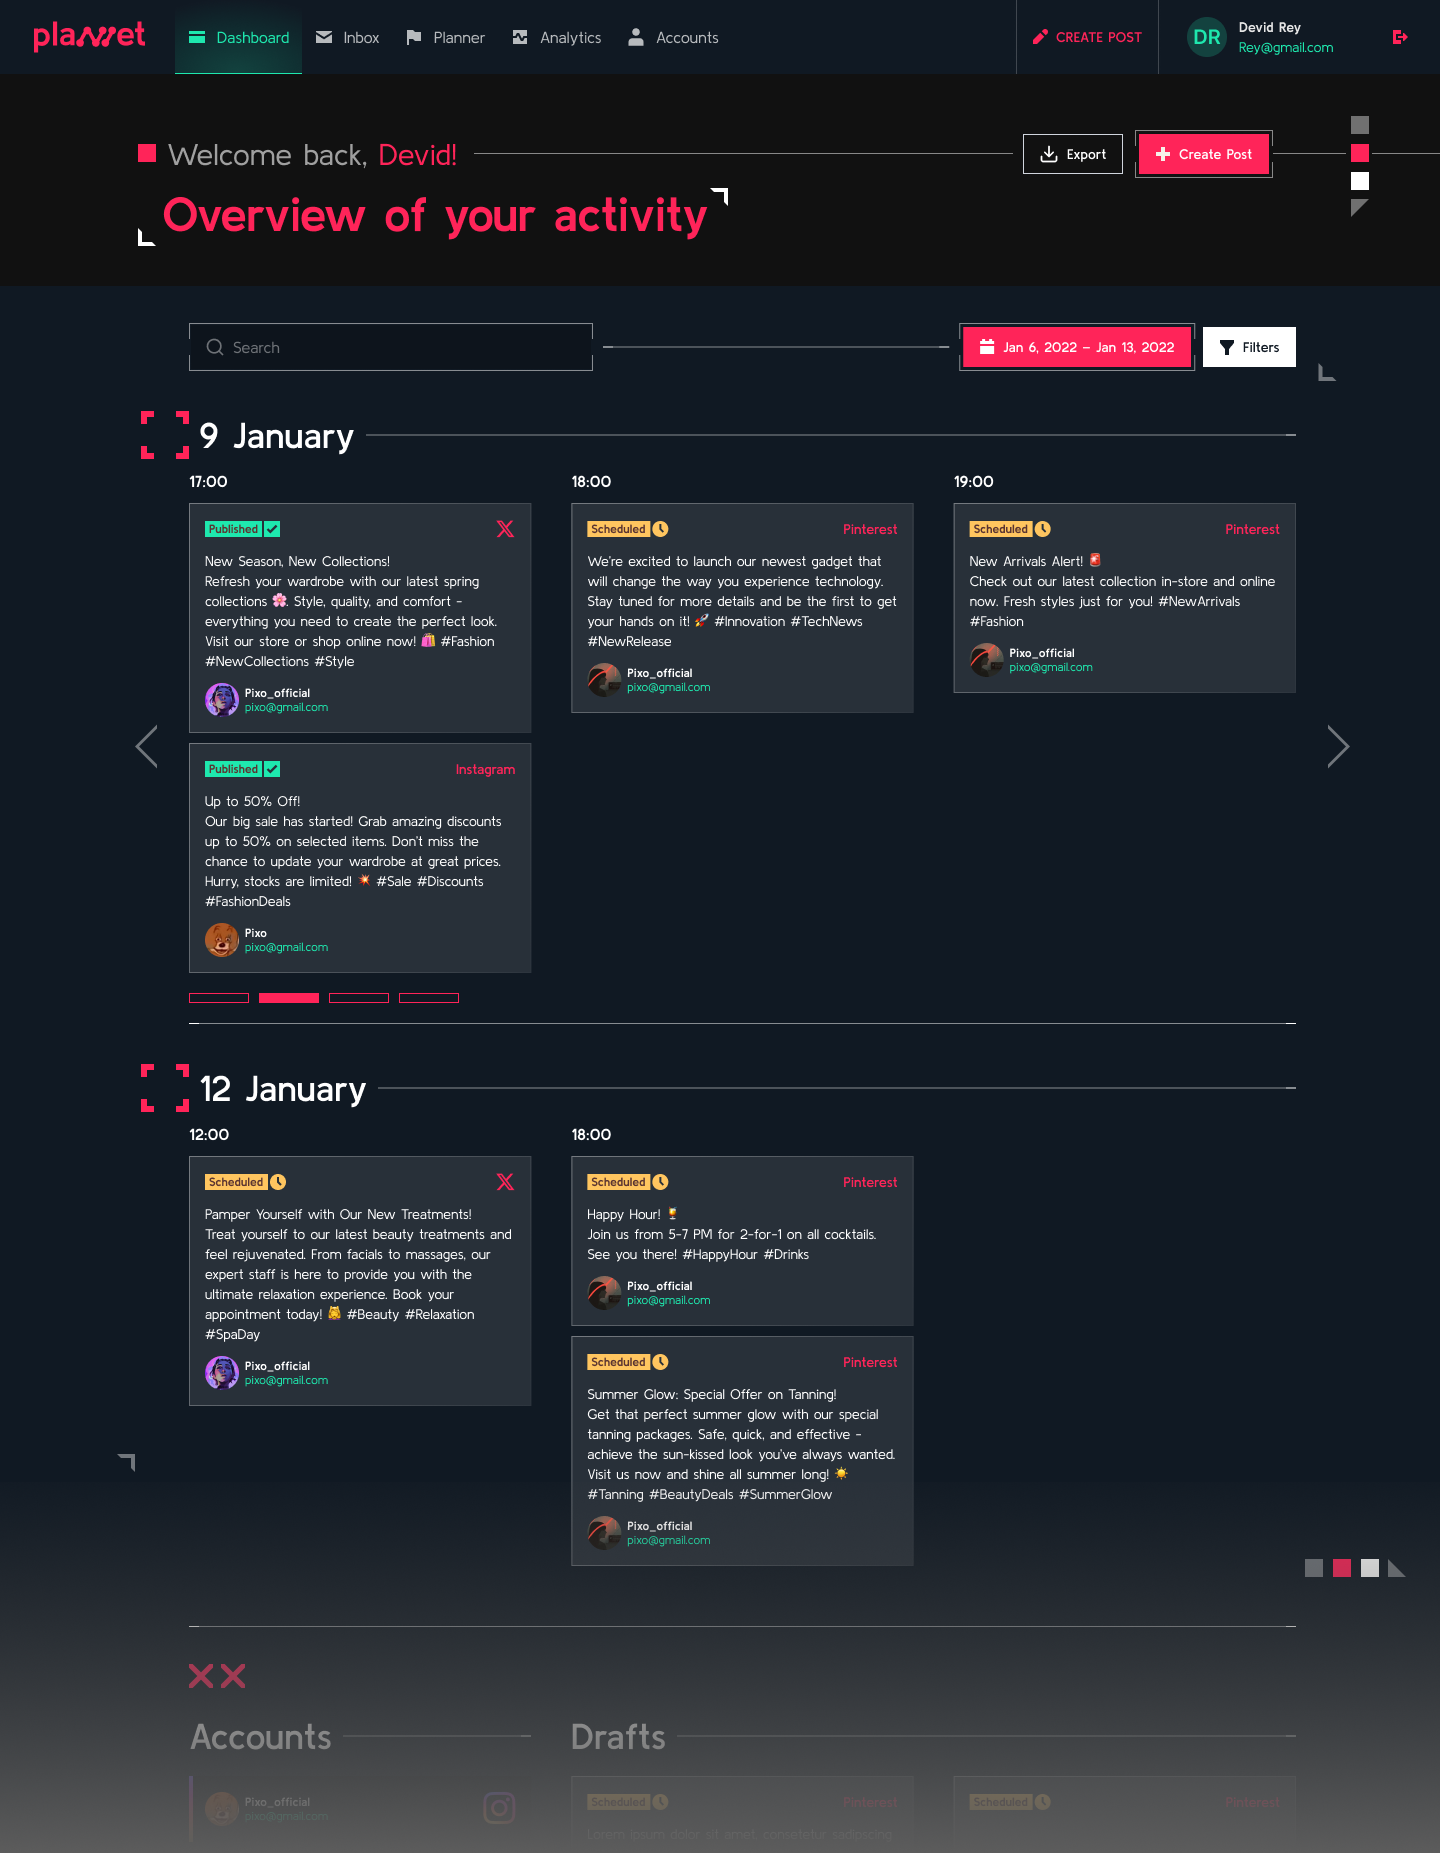 plannet
Dashboard
Inbox
Planner
Analytics
Accounts
CREATE POST
DR
Devid Rey
Rey@gmail.com
Welcome back, Devid!
Export
Create Post
Overview of your activity
Search
Jan 6, 2022 – Jan 13, 2022
Filters
9 January
17:00
Published
New Season, New Collections!
Refresh your wardrobe with our latest spring
collections 🌸. Style, quality, and comfort -
everything you need to create the perfect look.
Visit our store or shop online now! 🛍️ #Fashion
#NewCollections #Style
Pixo_official
pixo@gmail.com
Published
Instagram
Up to 50% Off!
Our big sale has started! Grab amazing discounts
up to 50% on selected items. Don't miss the
chance to update your wardrobe at great prices.
Hurry, stocks are limited! 💥 #Sale #Discounts
#FashionDeals
Pixo
pixo@gmail.com
18:00
Scheduled
Pinterest
We're excited to launch our newest gadget that
will change the way you experience technology.
Stay tuned for more details and be the first to get
your hands on it! 🚀 #Innovation #TechNews
#NewRelease
Pixo_official
pixo@gmail.com
19:00
Scheduled
Pinterest
New Arrivals Alert! 🚨
Check out our latest collection in-store and online
now. Fresh styles just for you! #NewArrivals
#Fashion
Pixo_official
pixo@gmail.com
12 January
12:00
Scheduled
Pamper Yourself with Our New Treatments!
Treat yourself to our latest beauty treatments and
feel rejuvenated. From facials to massages, our
expert staff is here to provide you with the
ultimate relaxation experience. Book your
appointment today! 💆 #Beauty #Relaxation
#SpaDay
Pixo_official
pixo@gmail.com
18:00
Scheduled
Pinterest
Happy Hour! 🍹
Join us from 5-7 PM for 2-for-1 on all cocktails.
See you there! #HappyHour #Drinks
Pixo_official
pixo@gmail.com
Scheduled
Pinterest
Summer Glow: Special Offer on Tanning!
Get that perfect summer glow with our special
tanning packages. Safe, quick, and effective -
achieve the sun-kissed look you've always wanted.
Visit us now and shine all summer long! ☀️
#Tanning #BeautyDeals #SummerGlow
Pixo_official
pixo@gmail.com
Accounts
Pixo_official
pixo@gmail.com
Drafts
Scheduled
Pinterest
Lorem ipsum dolor sit amet, consetetur sadipscing
Scheduled
Pinterest